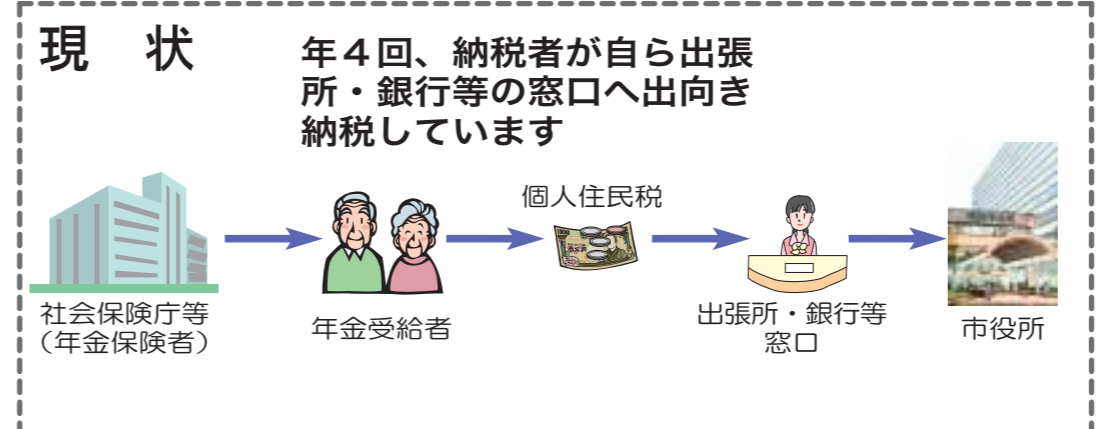 現　状
年４回、納税者が自ら出張
所・銀行等の窓口へ出向き
納税しています
個人住民税
社会保険庁等
（年金保険者）
年金受給者
出張所・銀行等
窓口
市役所